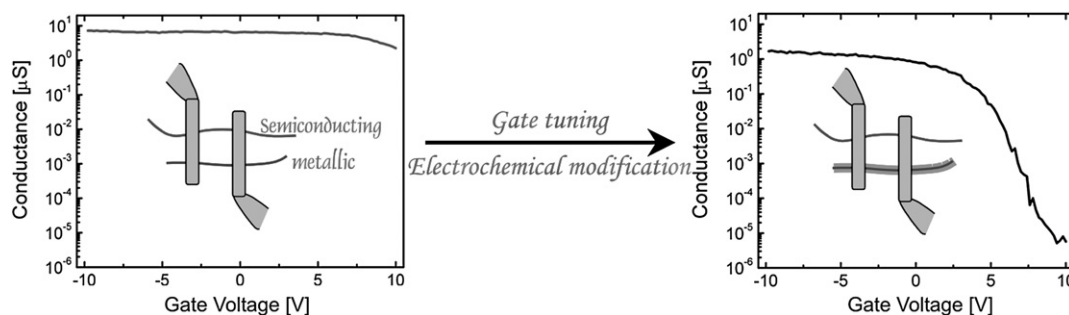 10¹
10⁰
10⁻¹
10⁻²
10⁻³
10⁻⁴
10⁻⁵
10⁻⁶
Conductance [µS]
-10 -5 0 5 10
Gate Voltage [V]
Semiconducting
metallic
Gate tuning
Electrochemical modification
10¹
10⁰
10⁻¹
10⁻²
10⁻³
10⁻⁴
10⁻⁵
10⁻⁶
Conductance [µS]
-10 -5 0 5 10
Gate Voltage [V]